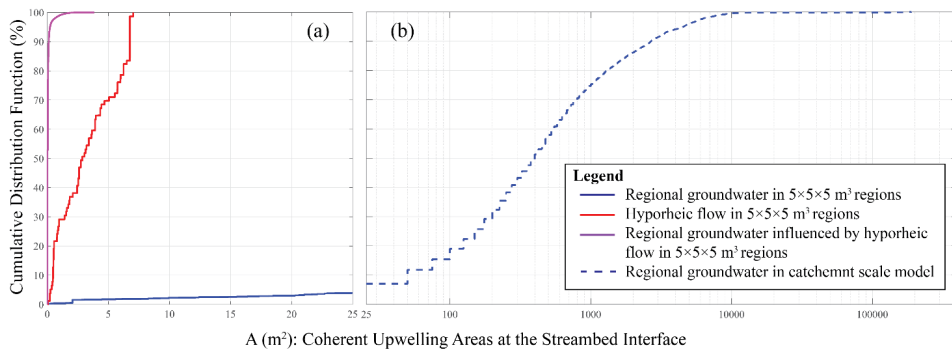 Cumulative Distribution Function (%)
100
90
80
70
60
50
40
30
20
10
0
(a)
(b)
0
5
10
15
20
25
25
100
1000
10000
100000
Legend
Regional groundwater in 5×5×5 m³ regions
Hyporheic flow in 5×5×5 m³ regions
Regional groundwater influenced by hyporheic
flow in 5×5×5 m³ regions
Regional groundwater in catchemnt scale model
A (m²): Coherent Upwelling Areas at the Streambed Interface